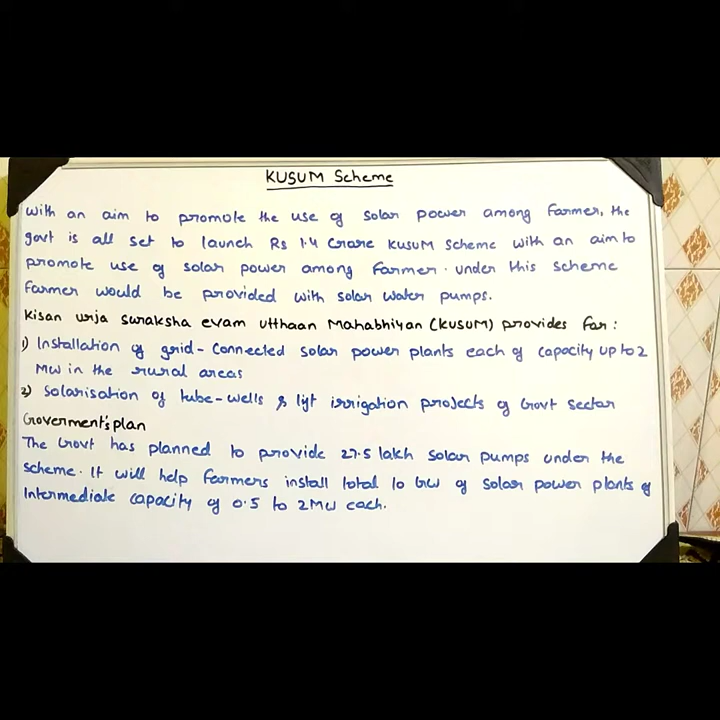 KUSUM Scheme
with an aim to promote the use of solar power among Farmer, the
govt is all set to launch Rs 1.4 Crare KUSUM Scheme with an aim to
promote use of solar power among Farmer. under this scheme
Farmer would be provided with solar water pumps.
Kisan urja suraksha evam utthaan Mahabhiyan (KUSUM) provides for:
1) Installation of grid-connected solar power plants each of capacity up to 2
MW in the rural areas
2) Solarisation of tube-wells & lift irrigation projects of Govt sector
Goverment's plan
The Govt has planned to provide 27.5 lakh solar pumps under the
scheme. It will help farmers install total 10 GW of solar power plants of
Intermediate capacity of 0.5 to 2MW each.